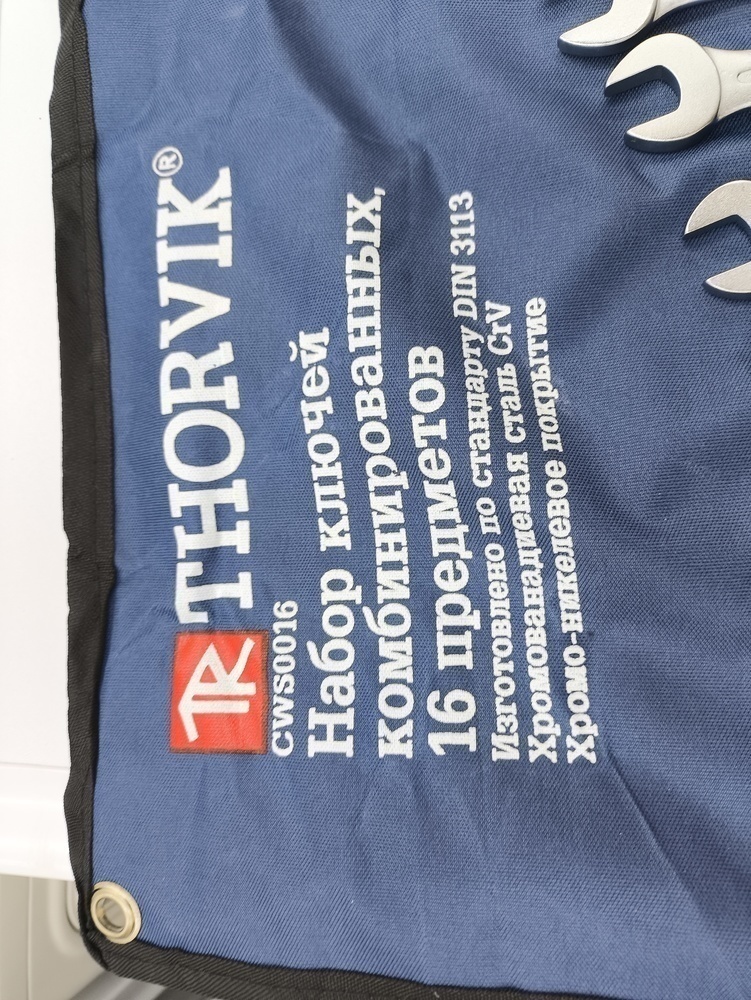 THORVIK®
CWS0016
Набор ключей
комбинированных,
16 предметов
Изготовлено по стандарту DIN 3113
Хромованадиевая сталь CrV
Хромо-никелевое покрытие